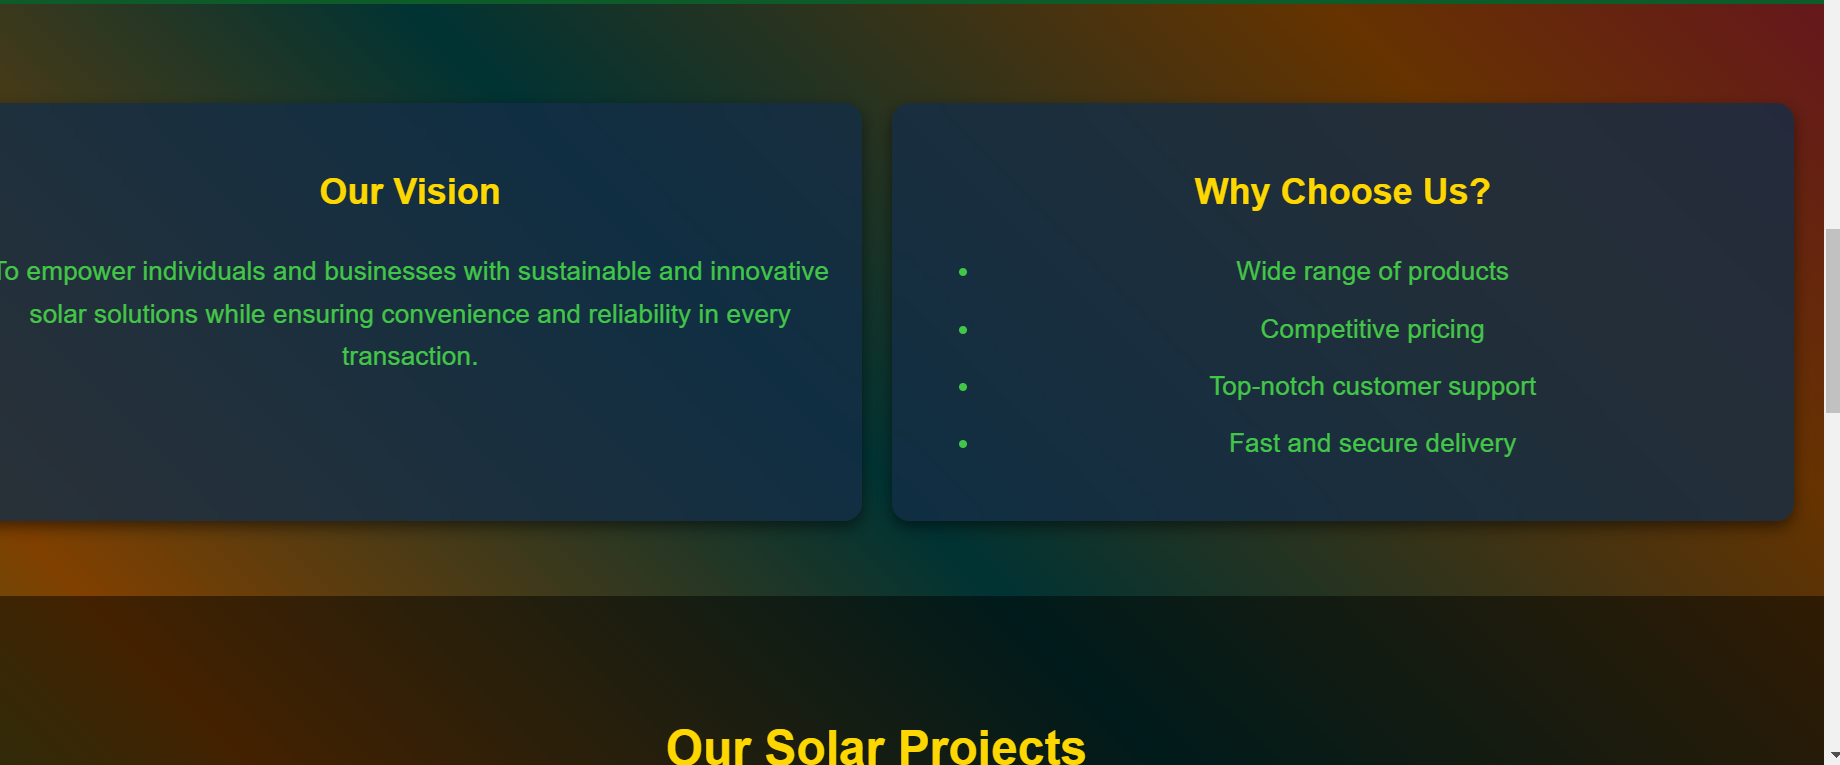 Our Vision
To empower individuals and businesses with sustainable and innovative
solar solutions while ensuring convenience and reliability in every
transaction.
Why Choose Us?
• Wide range of products
• Competitive pricing
• Top-notch customer support
• Fast and secure delivery
Our Solar Projects